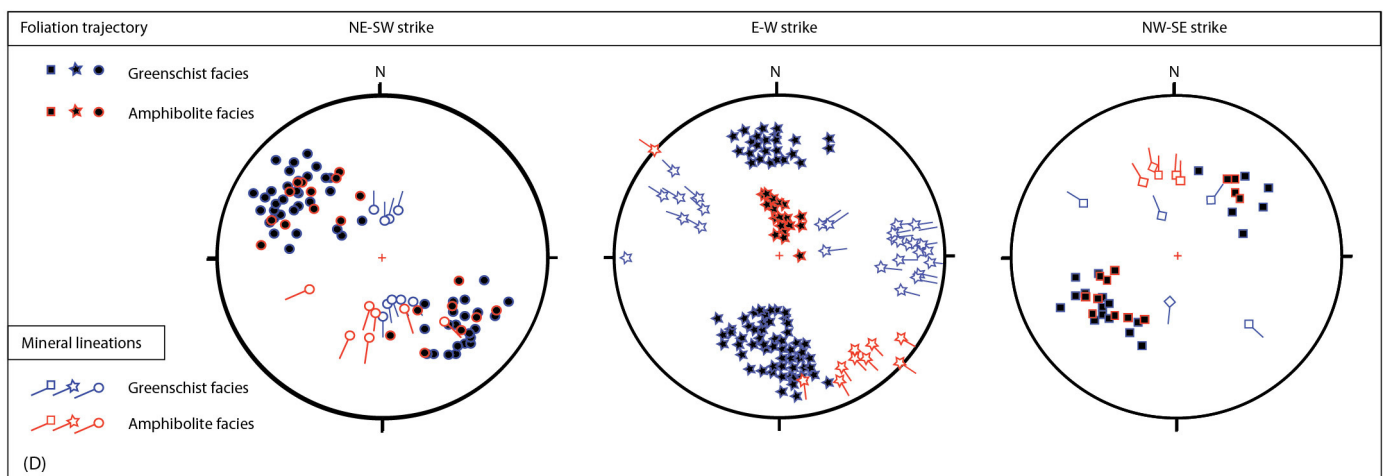 Foliation trajectory
NE-SW strike
E-W strike
NW-SE strike
Greenschist facies
Amphibolite facies
N
N
N
Mineral lineations
Greenschist facies
Amphibolite facies
(D)